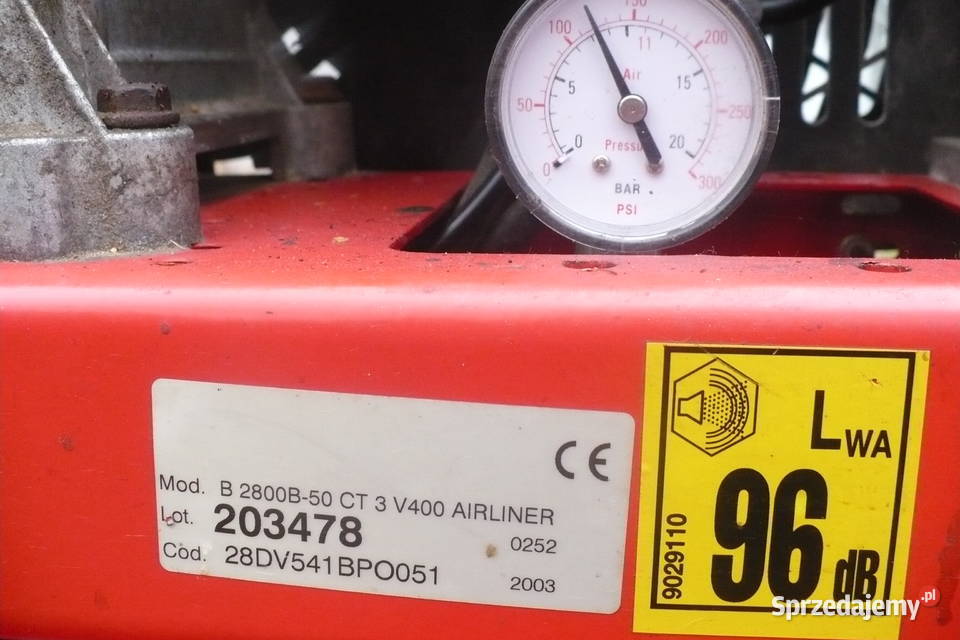 100 150 200
11
50 5 Air 15 250
0 Pressu 20
0 300
BAR
PSI
CE
Mod. B 2800B-50 CT 3 V400 AIRLINER
Lot. 203478 0252
Cod. 28DV541BPO051 2003
LWA
96 dB
9029110
Sprzedajemy.pl